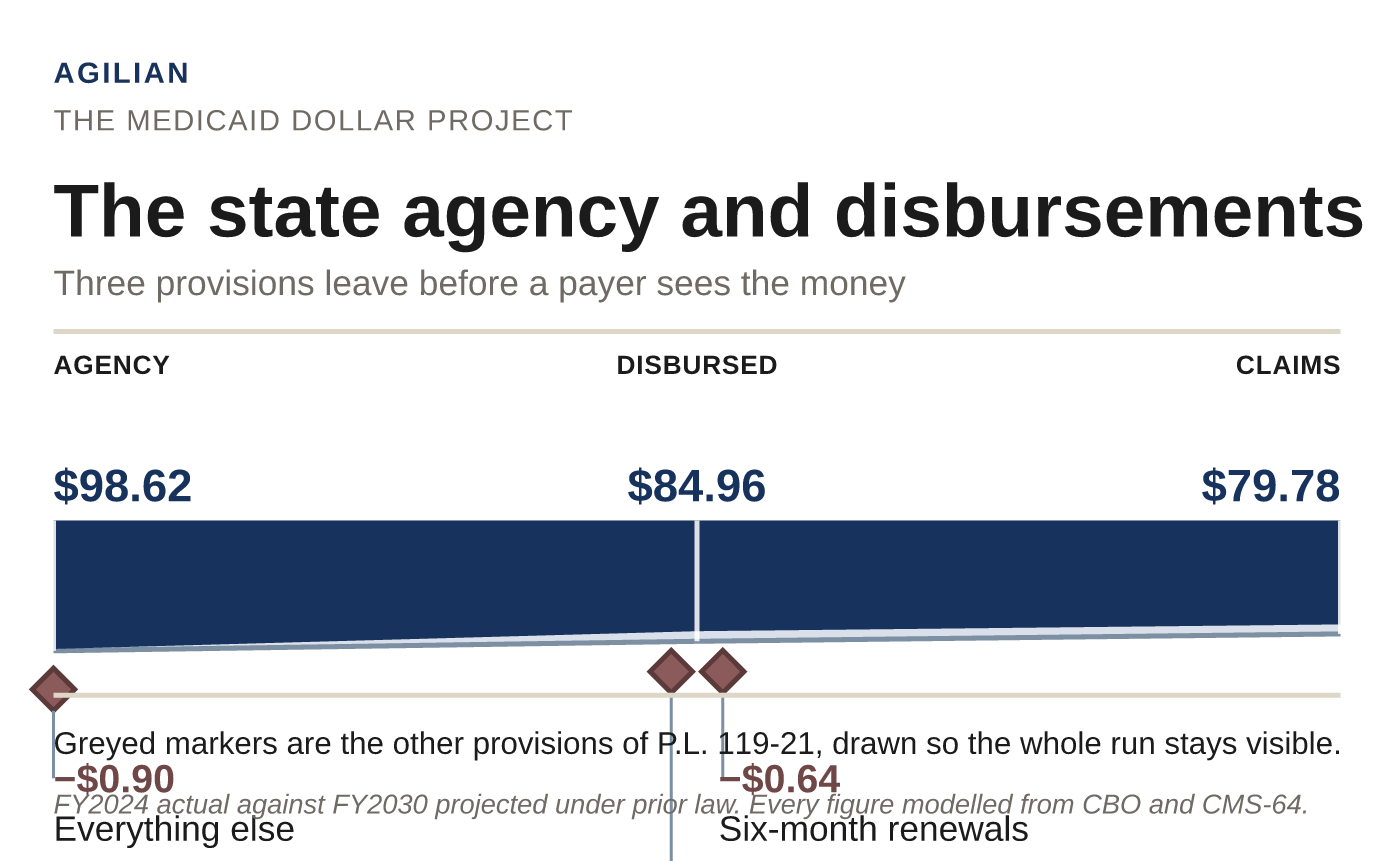 AGILIAN
THE MEDICAID DOLLAR PROJECT
The state agency and disbursements
Three provisions leave before a payer sees the money
AGENCY DISBURSED CLAIMS
$98.62 $84.96 $79.78
Greyed markers are the other provisions of P.L. 119-21, drawn so the whole run stays visible.
−$0.90 −$0.64
FY2024 actual against FY2030 projected under prior law. Every figure modelled from CBO and CMS-64.
Everything else Six-month renewals